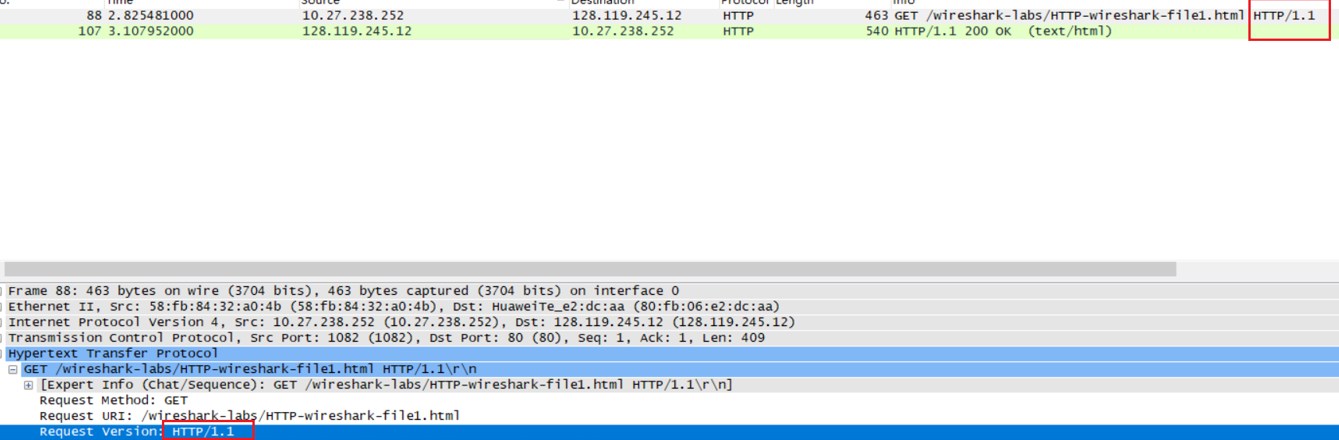 o. Time Source Destination Protocol Length Info
88 2.825481000 10.27.238.252 128.119.245.12 HTTP 463 GET /wireshark-labs/HTTP-wireshark-file1.html HTTP/1.1
107 3.107952000 128.119.245.12 10.27.238.252 HTTP 540 HTTP/1.1 200 OK (text/html)
Frame 88: 463 bytes on wire (3704 bits), 463 bytes captured (3704 bits) on interface 0
Ethernet II, Src: 58:fb:84:32:a0:4b (58:fb:84:32:a0:4b), Dst: HuaweiTe_e2:dc:aa (80:fb:06:e2:dc:aa)
Internet Protocol Version 4, Src: 10.27.238.252 (10.27.238.252), Dst: 128.119.245.12 (128.119.245.12)
Transmission Control Protocol, Src Port: 1082 (1082), Dst Port: 80 (80), Seq: 1, Ack: 1, Len: 409
Hypertext Transfer Protocol
GET /wireshark-labs/HTTP-wireshark-file1.html HTTP/1.1\r\n
[Expert Info (Chat/Sequence): GET /wireshark-labs/HTTP-wireshark-file1.html HTTP/1.1\r\n]
Request Method: GET
Request URI: /wireshark-labs/HTTP-wireshark-file1.html
Request Version: HTTP/1.1